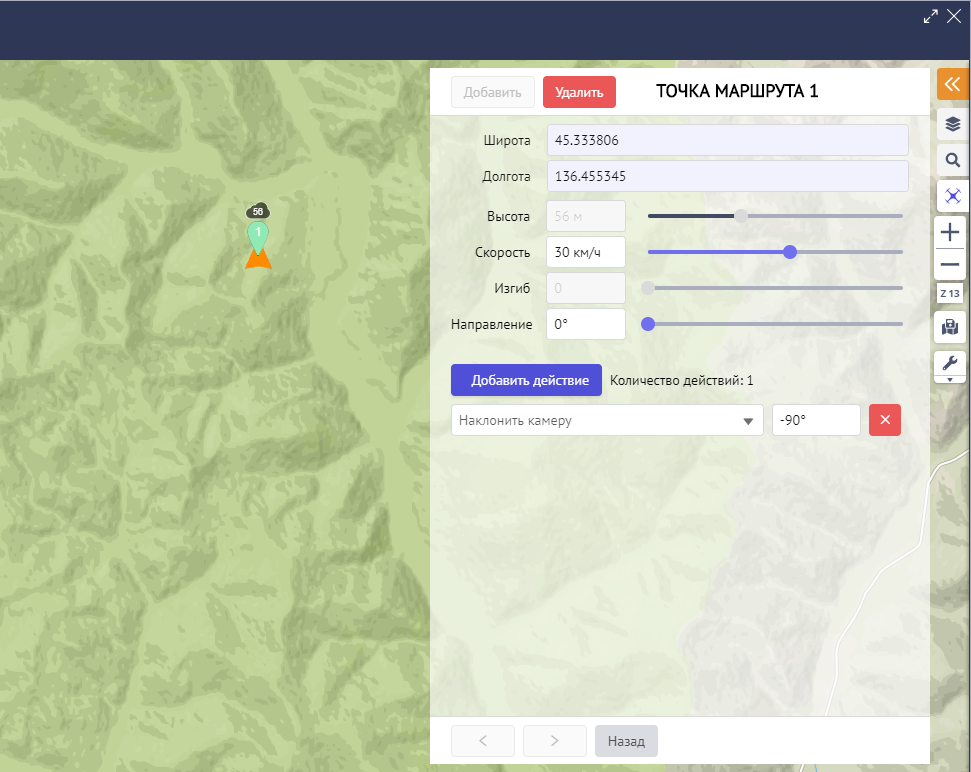 Добавить
Удалить
ТОЧКА МАРШРУТА 1
Широта
45.333806
Долгота
136.455345
Высота
56 м
Скорость
30 км/ч
Изгиб
0
Направление
0°
Добавить действие
Количество действий: 1
Наклонить камеру
-90°
Назад
56
1
Z 13